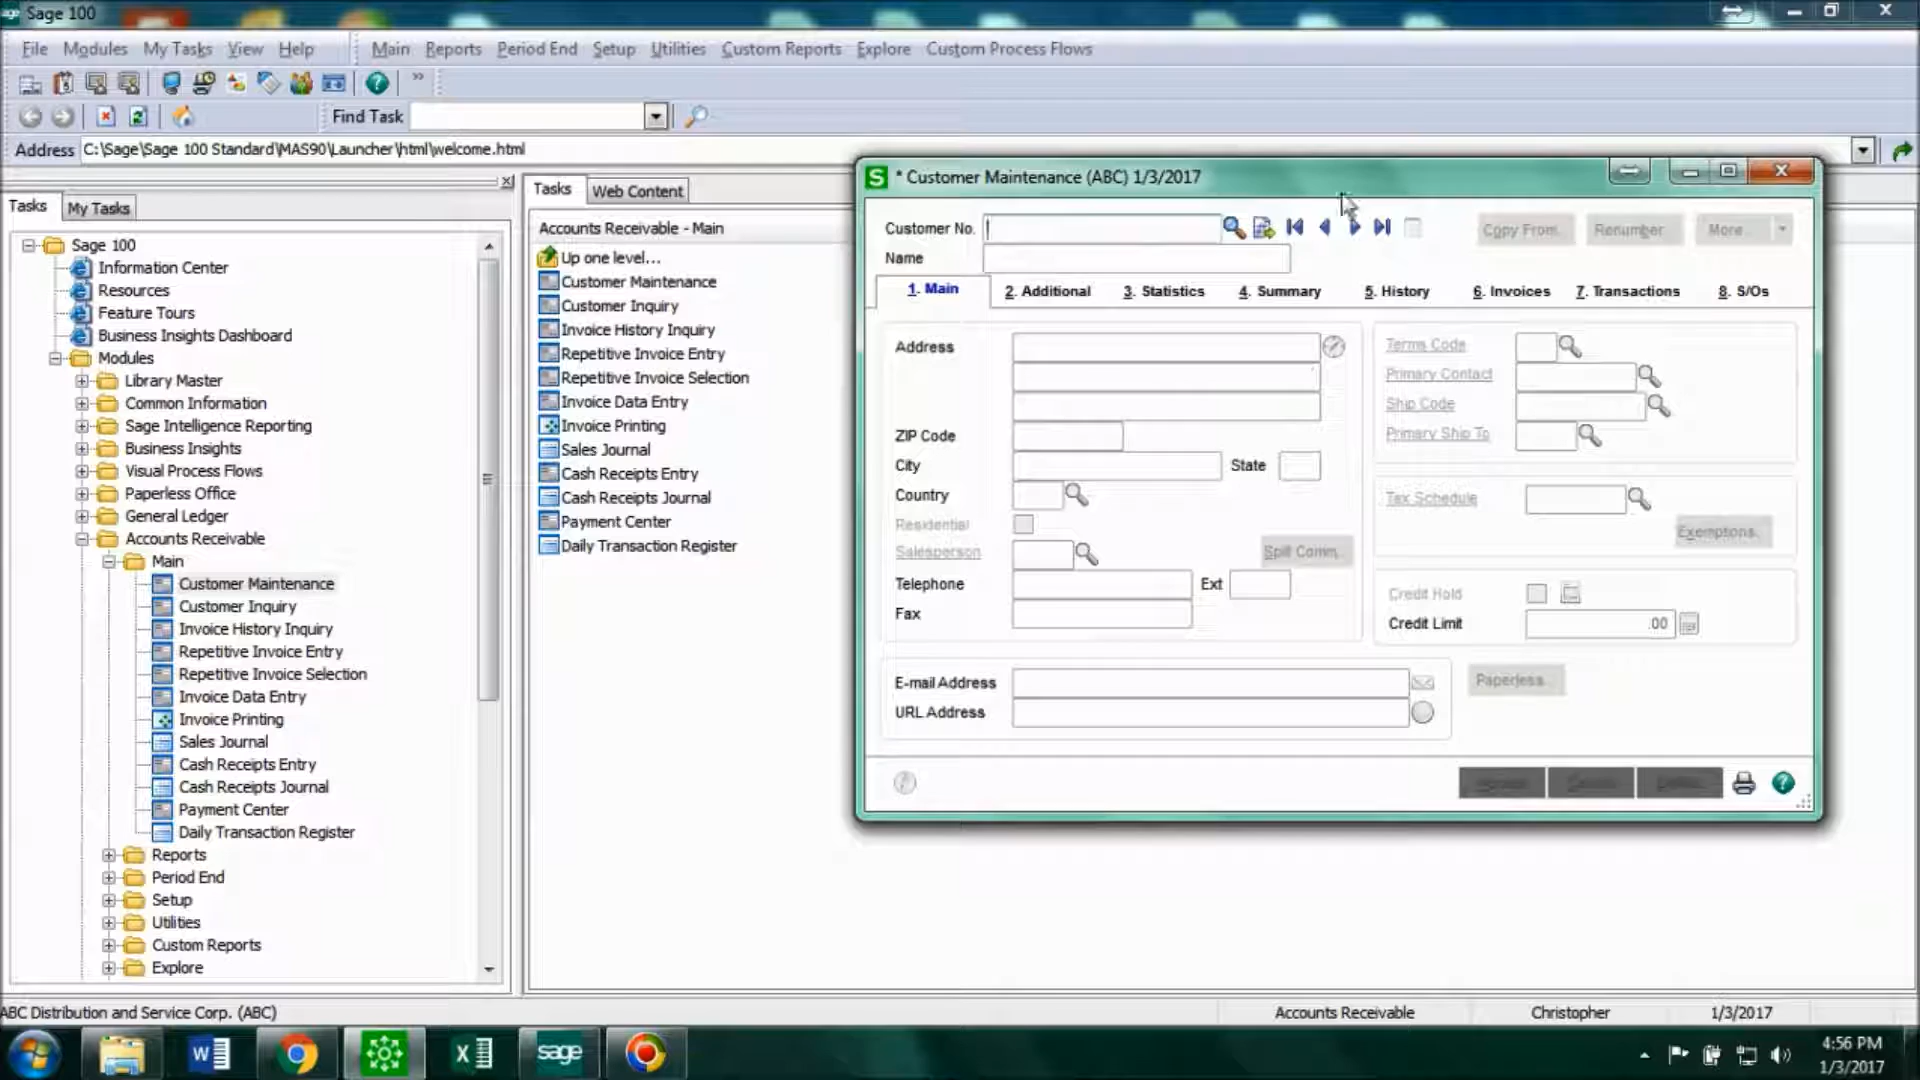 Sage 100
File Modules My Tasks View Help Main Reports Period End Setup Utilities Custom Reports Explore Custom Process Flows
Find Task
Address C:\Sage\Sage 100 Standard\MAS90\Launcher\html\welcome.html
Tasks My Tasks
Sage 100
Information Center
Resources
Feature Tours
Business Insights Dashboard
Modules
Library Master
Common Information
Sage Intelligence Reporting
Business Insights
Visual Process Flows
Paperless Office
General Ledger
Accounts Receivable
Main
Customer Maintenance
Customer Inquiry
Invoice History Inquiry
Repetitive Invoice Entry
Repetitive Invoice Selection
Invoice Data Entry
Invoice Printing
Sales Journal
Cash Receipts Entry
Cash Receipts Journal
Payment Center
Daily Transaction Register
Reports
Period End
Setup
Utilities
Custom Reports
Explore
Tasks Web Content
Accounts Receivable - Main
Up one level...
Customer Maintenance
Customer Inquiry
Invoice History Inquiry
Repetitive Invoice Entry
Repetitive Invoice Selection
Invoice Data Entry
Invoice Printing
Sales Journal
Cash Receipts Entry
Cash Receipts Journal
Payment Center
Daily Transaction Register
S * Customer Maintenance (ABC) 1/3/2017
Customer No. Copy From... Renumber... More...
Name
1. Main 2. Additional 3. Statistics 4. Summary 5. History 6. Invoices 7. Transactions 8. S/Os
Address
ZIP Code
City State
Country
Residential
Salesperson Split Comm...
Telephone Ext
Fax
Terms Code
Primary Contact
Ship Code
Primary Ship To
Tax Schedule
Exemptions...
Credit Hold
Credit Limit .00
E-mail Address Paperless...
URL Address
ABC Distribution and Service Corp. (ABC) Accounts Receivable Christopher 1/3/2017
sage
4:56 PM
1/3/2017